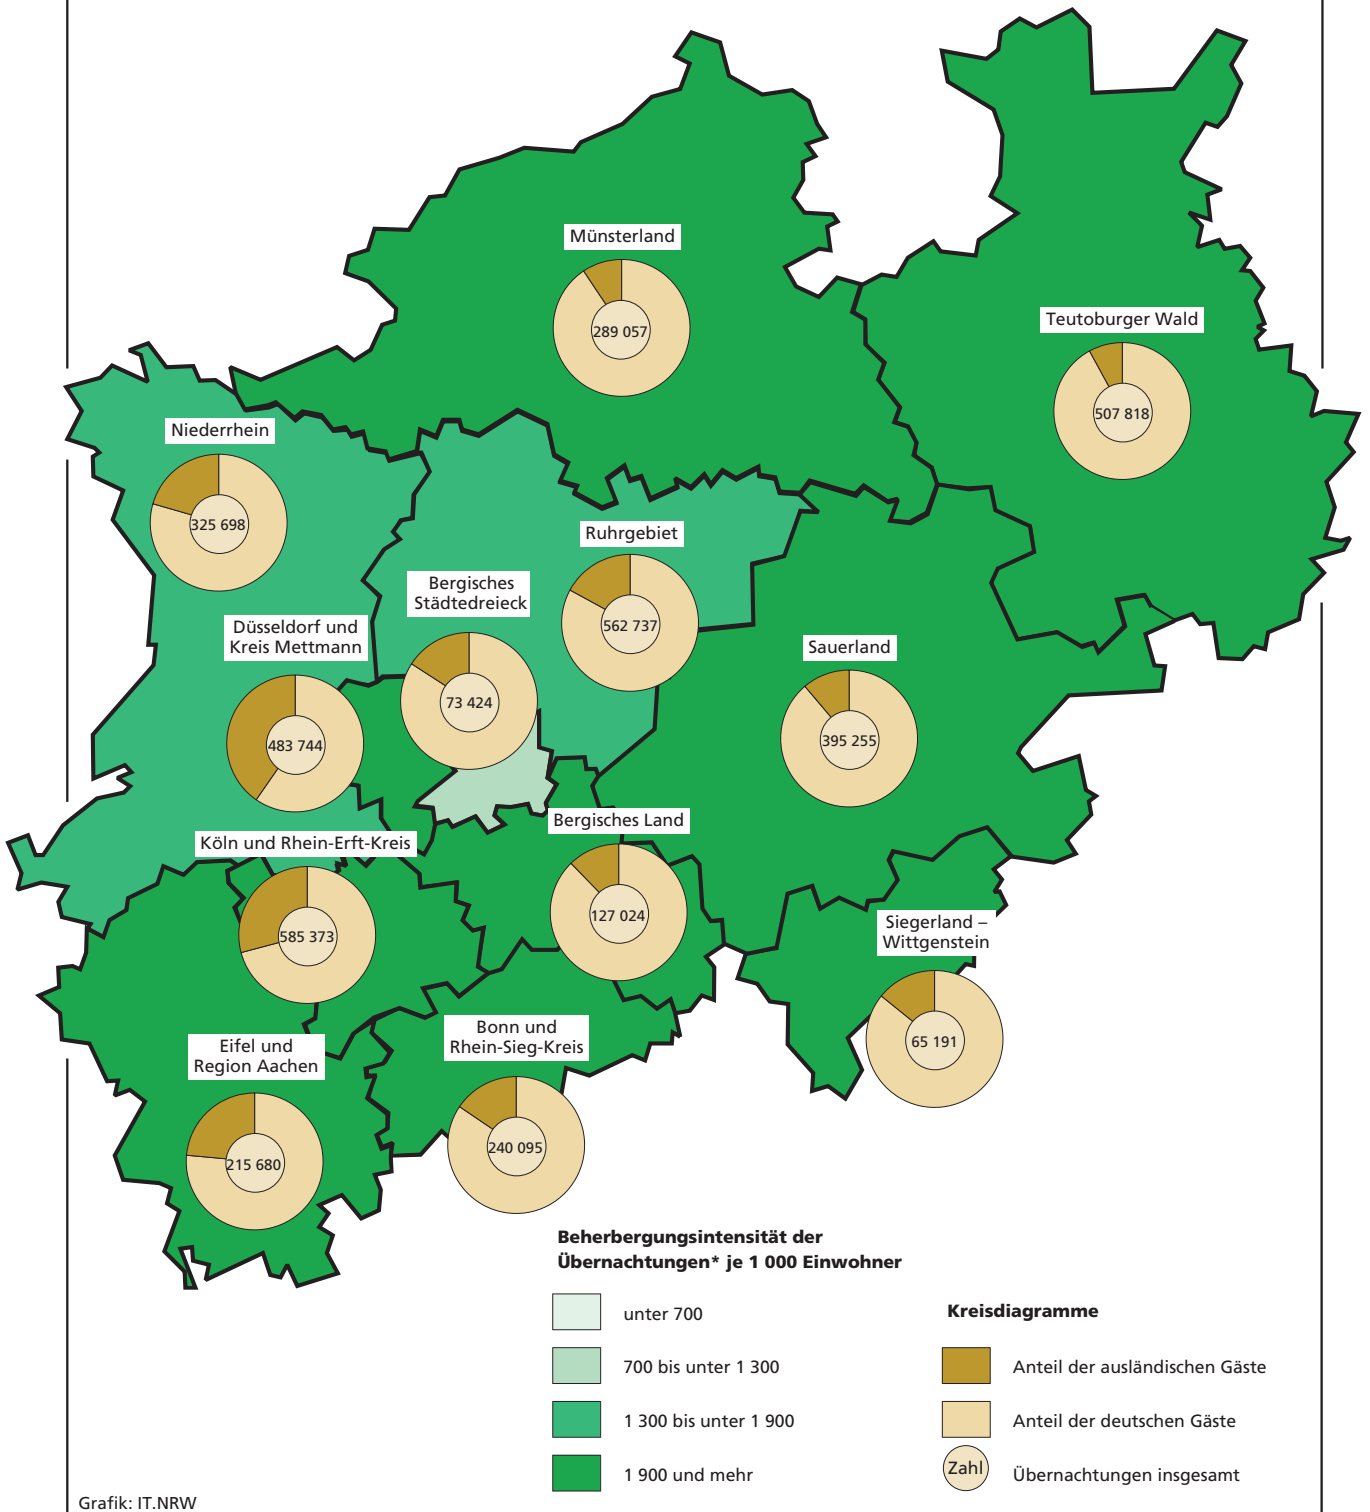 Münsterland
289 057
Teutoburger Wald
507 818
Niederrhein
325 698
Ruhrgebiet
562 737
Bergisches
Städtedreieck
73 424
Düsseldorf und
Kreis Mettmann
483 744
Sauerland
395 255
Bergisches Land
127 024
Köln und Rhein-Erft-Kreis
585 373
Siegerland –
Wittgenstein
65 191
Bonn und
Rhein-Sieg-Kreis
240 095
Eifel und
Region Aachen
215 680
Beherbergungsintensität der
Übernachtungen* je 1 000 Einwohner
unter 700
700 bis unter 1 300
1 300 bis unter 1 900
1 900 und mehr
Kreisdiagramme
Anteil der ausländischen Gäste
Anteil der deutschen Gäste
Zahl
Übernachtungen insgesamt
Grafik: IT.NRW